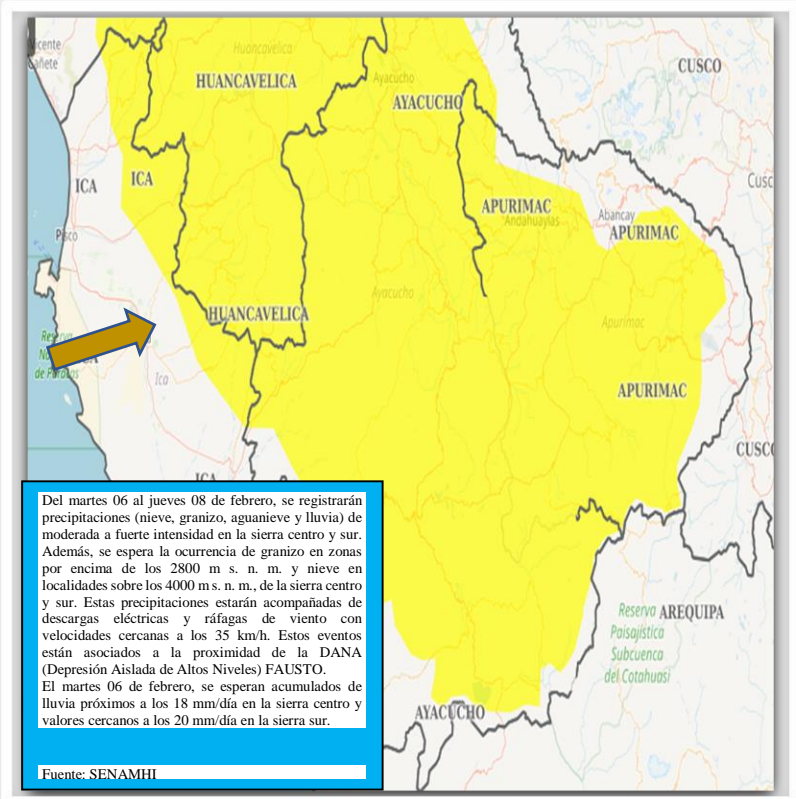 Vicente
Cañete
Huancavelica
HUANCAVELICA
CUSCO
Ayacucho
AYACUCHO
ICA
ICA
Cusc
APURIMAC
Andahuaylas
Abancay
APURIMAC
Pisco
Ayacucho
HUANCAVELICA
Apurimac
Ica
de Paracas
APURIMAC
CUSCO
ICA
Del martes 06 al jueves 08 de febrero, se registrarán
precipitaciones (nieve, granizo, aguanieve y lluvia) de
moderada a fuerte intensidad en la sierra centro y sur.
Además, se espera la ocurrencia de granizo en zonas
por encima de los 2800 m s. n. m. y nieve en
localidades sobre los 4000 m s. n. m., de la sierra centro
y sur. Estas precipitaciones estarán acompañadas de
descargas eléctricas y ráfagas de viento con
velocidades cercanas a los 35 km/h. Estos eventos
están asociados a la proximidad de la DANA
(Depresión Aislada de Altos Niveles) FAUSTO.
El martes 06 de febrero, se esperan acumulados de
lluvia próximos a los 18 mm/día en la sierra centro y
valores cercanos a los 20 mm/día en la sierra sur.
Fuente: SENAMHI
Reserva
Paisajística
Subcuenca
del Cotahuasi
AREQUIPA
AYACUCHO